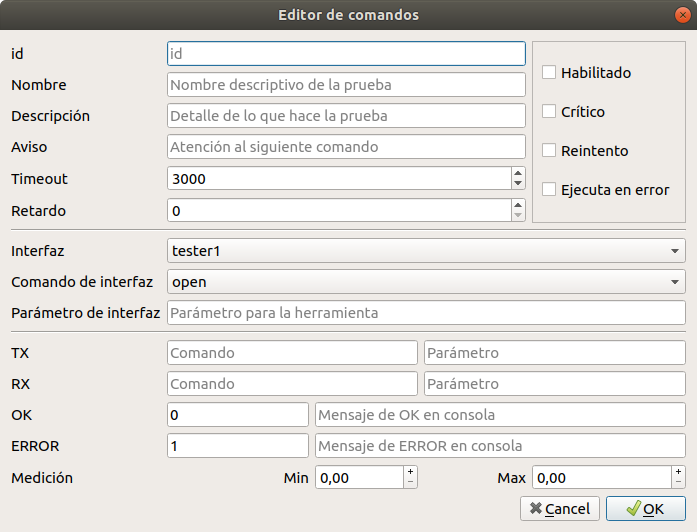 Editor de comandos
id id
Nombre Nombre descriptivo de la prueba
Descripción Detalle de lo que hace la prueba
Aviso Atención al siguiente comando
Timeout 3000
Retardo 0
Habilitado
Crítico
Reintento
Ejecuta en error
Interfaz tester1
Comando de interfaz open
Parámetro de interfaz Parámetro para la herramienta
TX Comando Parámetro
RX Comando Parámetro
OK 0 Mensaje de OK en consola
ERROR 1 Mensaje de ERROR en consola
Medición Min 0,00 Max 0,00
Cancel OK